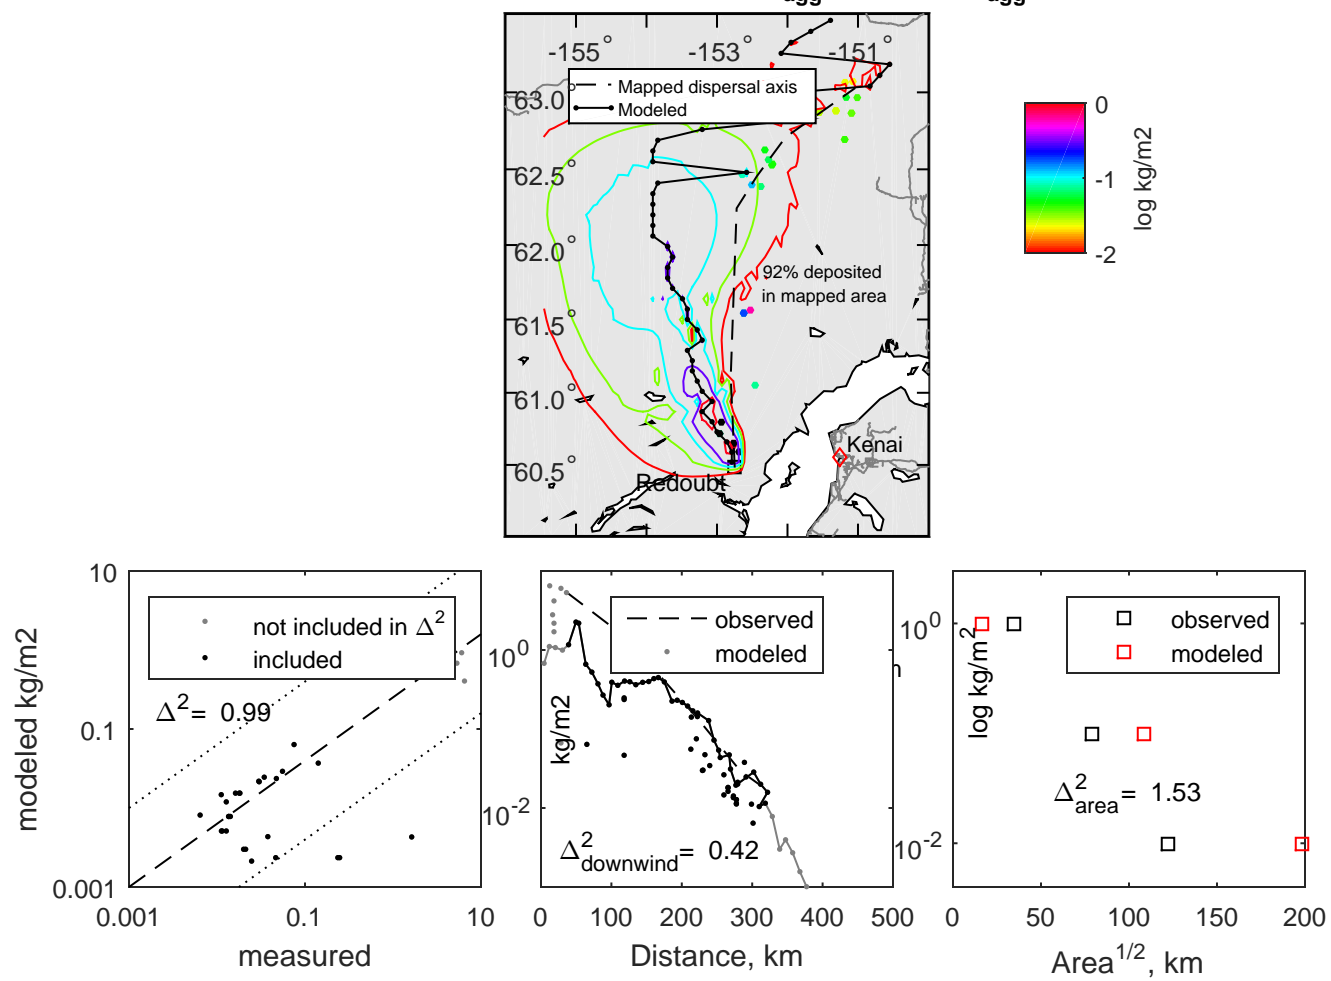 agg agg
-155° -153° -151°
Mapped dispersal axis
Modeled
63.0°
62.5°
62.0°
61.5°
61.0°
60.5°
92% deposited
in mapped area
Kenai
Redoubt
0
-1
-2
log kg/m2
10
0.1
0.001
modeled kg/m2
not included in Δ²
included
Δ²= 0.99
0.001 0.1 10
measured
10⁰
10⁻²
kg/m2
observed
modeled
Δ²downwind= 0.42
0 100 200 300 400 500
Distance, km
10⁰
10⁻²
log kg/m²
observed
modeled
Δ²area= 1.53
0 50 100 150 200
Area¹ᐟ², km